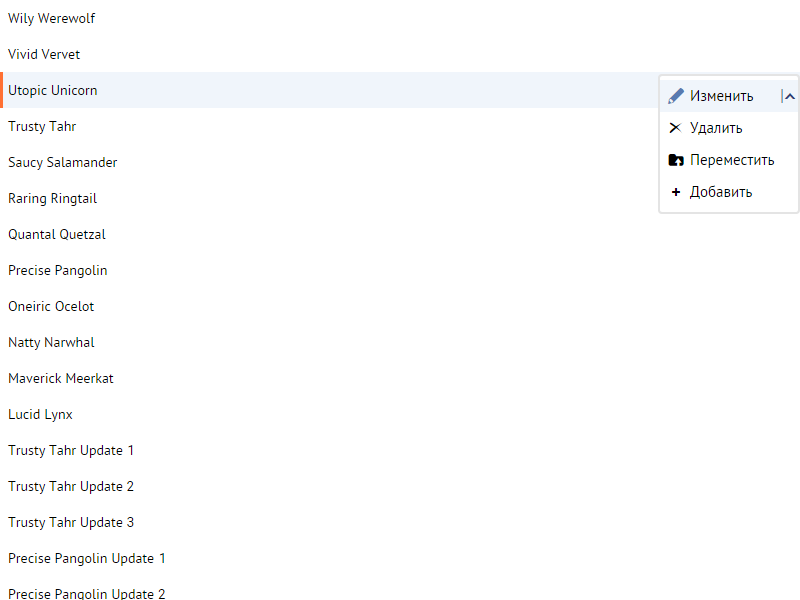 Wily Werewolf
Vivid Vervet
Utopic Unicorn
Изменить
Trusty Tahr
Удалить
Saucy Salamander
Переместить
Raring Ringtail
Добавить
Quantal Quetzal
Precise Pangolin
Oneiric Ocelot
Natty Narwhal
Maverick Meerkat
Lucid Lynx
Trusty Tahr Update 1
Trusty Tahr Update 2
Trusty Tahr Update 3
Precise Pangolin Update 1
Precise Pangolin Update 2